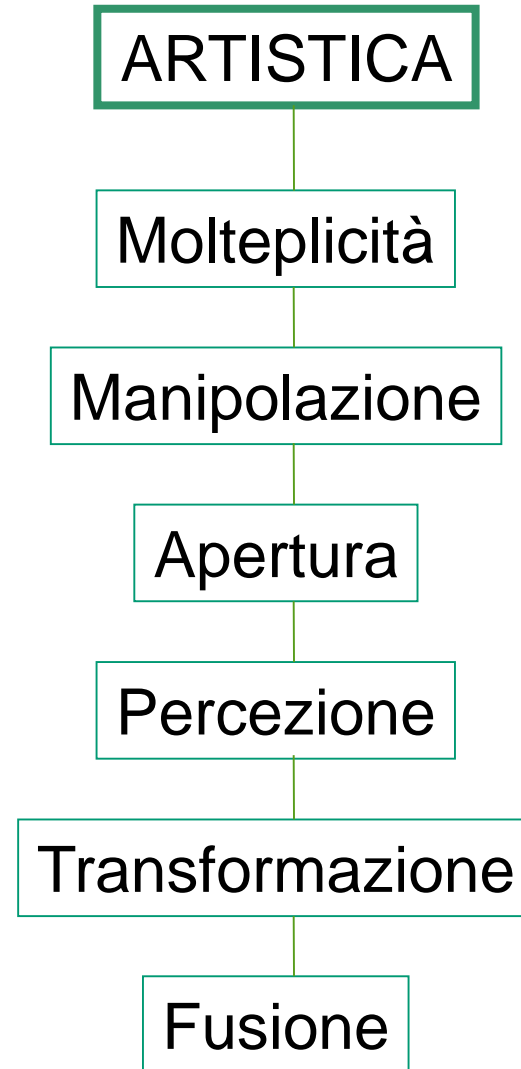 ARTISTICA
Molteplicità
Manipolazione
Apertura
Percezione
Transformazione
Fusione